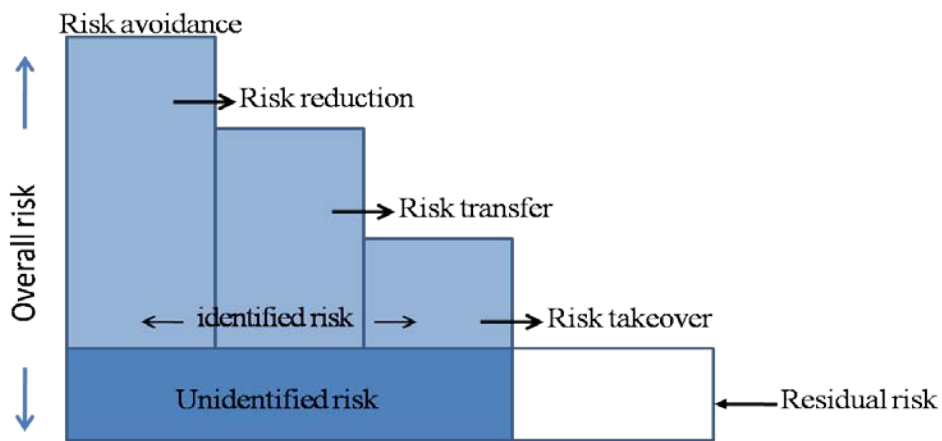 Risk avoidance
Risk reduction
Risk transfer
Overall risk
identified risk
Risk takeover
Unidentified risk
Residual risk